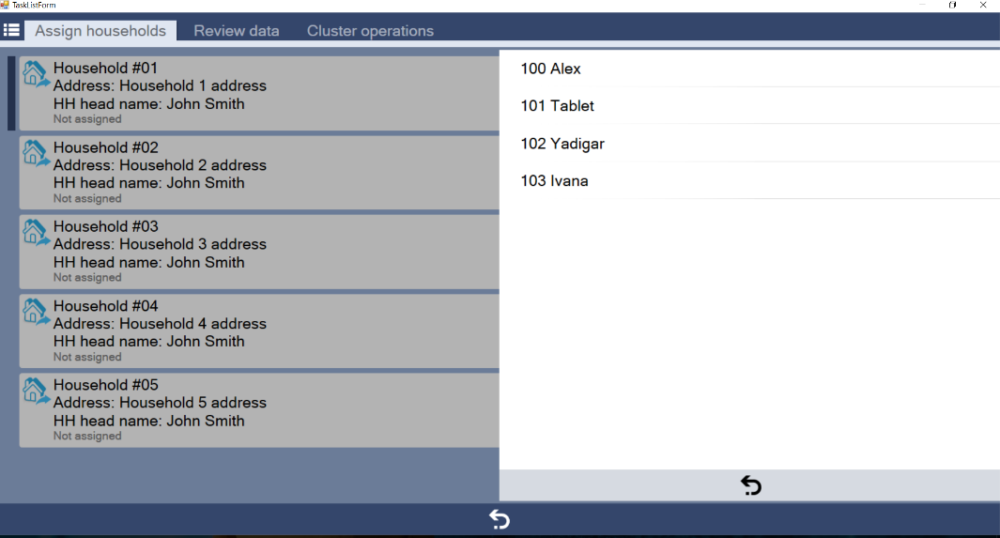 TaskListForm
Assign households
Review data
Cluster operations
Household #01
Address: Household 1 address
HH head name: John Smith
Not assigned
Household #02
Address: Household 2 address
HH head name: John Smith
Not assigned
Household #03
Address: Household 3 address
HH head name: John Smith
Not assigned
Household #04
Address: Household 4 address
HH head name: John Smith
Not assigned
Household #05
Address: Household 5 address
HH head name: John Smith
Not assigned
100 Alex
101 Tablet
102 Yadigar
103 Ivana